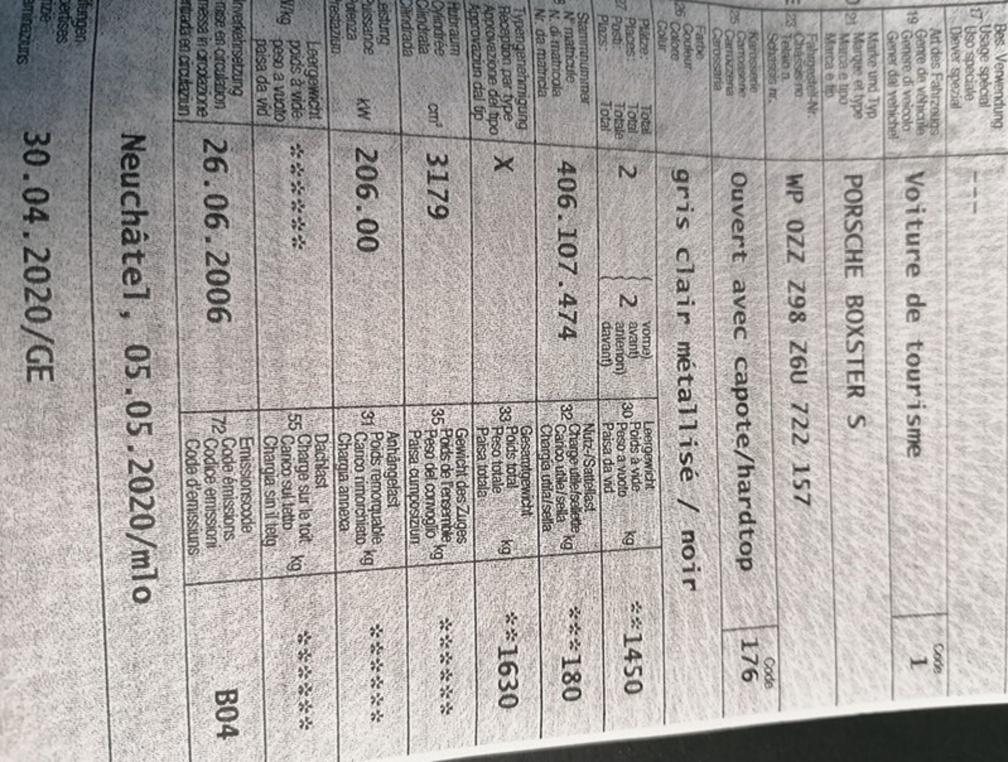 Bes. Verwendung
17 Usage spécial
Uso speciale
Diever spezial
---
Art des Fahrzeugs
19 Genre de véhicule
Genere di veicolo
Gener dal vehichel
Voiture de tourisme
Code
1
Marke und Typ
21 Marque et type
Marca e tipo
Marca e tip
PORSCHE BOXSTER S
Fahrgestell-Nr.
E 23 Telaio n.
Schassis nr.
WP 0ZZ Z98 Z6U 722 157
Karosserie
25 Carrosserie
Carrozzeria
Carossaria
Ouvert avec capote/hardtop
Code
176
Farbe
26 Couleur
Colore
Colur
gris clair métallisé / noir
Plätze: Total
27 Places: Total
Posti: Totale
Plazs: Total
2
2
vorne)
avant)
anteriori)
davant)
Leergewicht
30 Poids à vide
Peso a vuoto kg
Paisa da vid
**1450
Stammnummer
N° matricule
N. di matricola
Nr. da matricla
406.107.474
Nutz-/Sattellast
32 Charge utile/sellette kg
Carico utile/sella
Chargia utila/sella
***180
Typengenehmigung
Réception par type
Approvazione del tipo
Approvaziun dal tip
X
Gesamtgewicht
33 Poids total kg
Peso totale
Paisa totala
**1630
Hubraum
Cylindrée cm³
Cilindrata
Cilindrada
3179
Gewicht des Zuges
35 Poids de l'ensemble kg
Peso del convoglio
Paisa cumposiziun
******
Leistung
Puissance kW
Potenza
Prestaziun
206.00
Anhängelast
31 Poids remorquable kg
Carico rimorchiato
Chargia annexa
******
Leergewicht
W/kg poids à vide
peso a vuoto
paisa da vid
*****
Dachlast
55 Charge sur le toit kg
Carico sul tetto
Chargia sin il tetg
******
Inverkehrsetzung
mise en circulation
messa in circolazione
entrada en circulaziun
26.06.2006
Emissionscode
72 Code émissions
Codice emissioni
Code d'emissiuns
B04
Neuchâtel, 05.05.2020/mlo
30.04.2020/GE